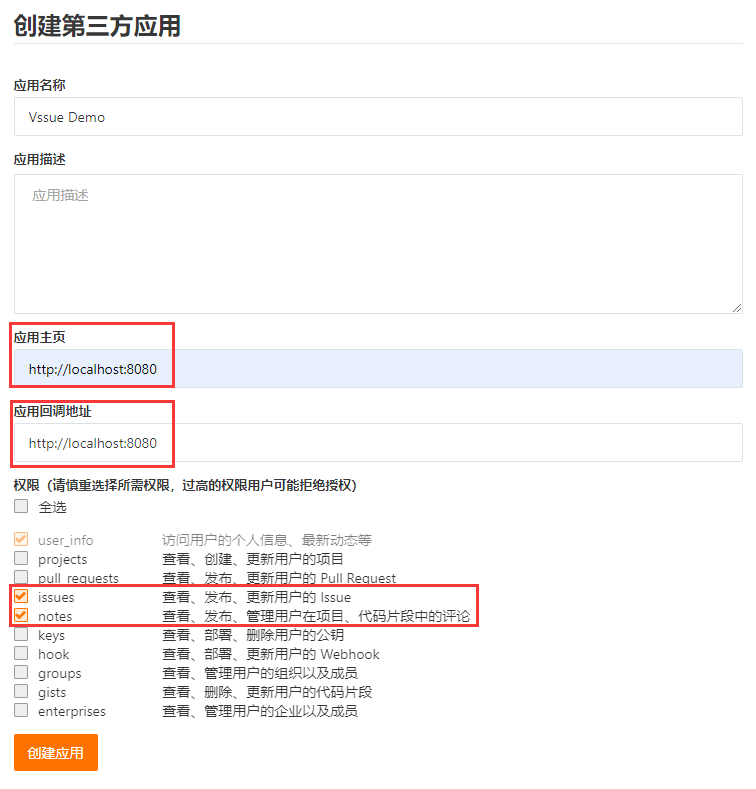 创建第三方应用
应用名称
Vssue Demo
应用描述
应用描述
应用主页
http://localhost:8080
应用回调地址
http://localhost:8080
权限（请慎重选择所需权限，过高的权限用户可能拒绝授权）
全选
user_info 访问用户的个人信息、最新动态等
projects 查看、创建、更新用户的项目
pull_requests 查看、发布、更新用户的 Pull Request
issues 查看、发布、更新用户的 Issue
notes 查看、发布、管理用户在项目、代码片段中的评论
keys 查看、部署、删除用户的公钥
hook 查看、部署、更新用户的 Webhook
groups 查看、管理用户的组织以及成员
gists 查看、删除、更新用户的代码片段
enterprises 查看、管理用户的企业以及成员
创建应用